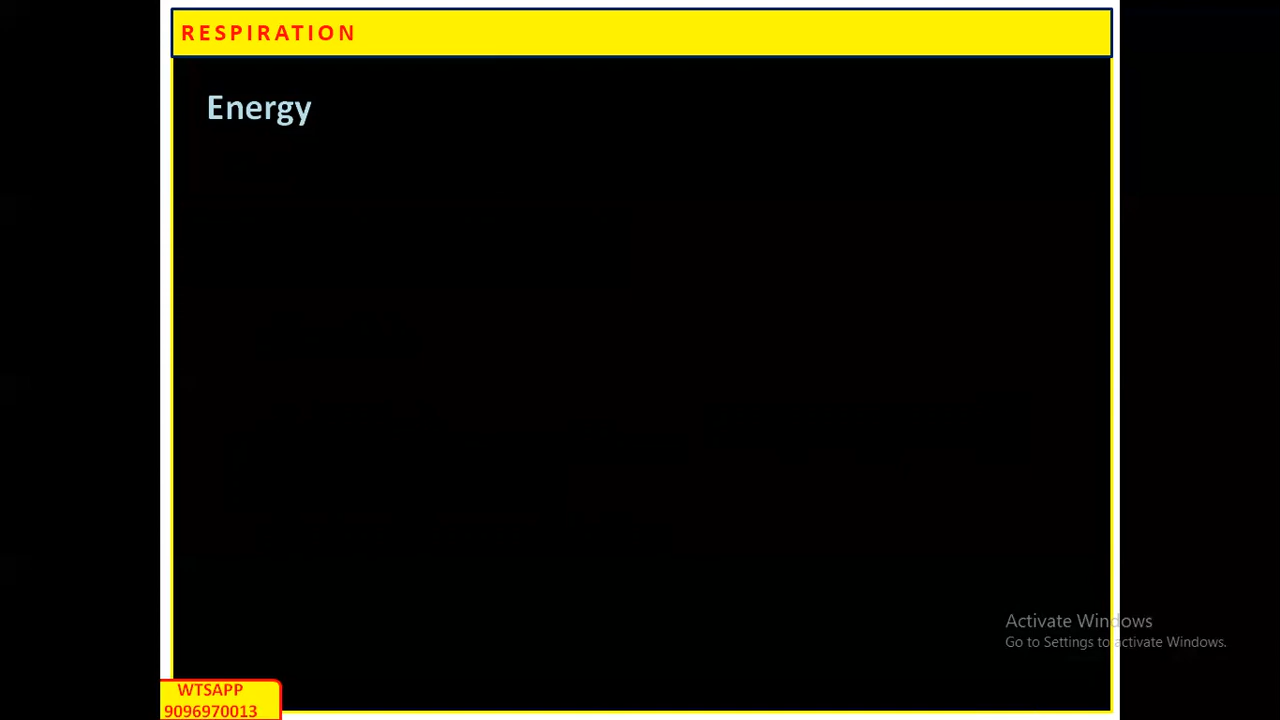 RESPIRATION
Energy
Activate Windows
Go to Settings to activate Windows.
WTSAPP
9096970013